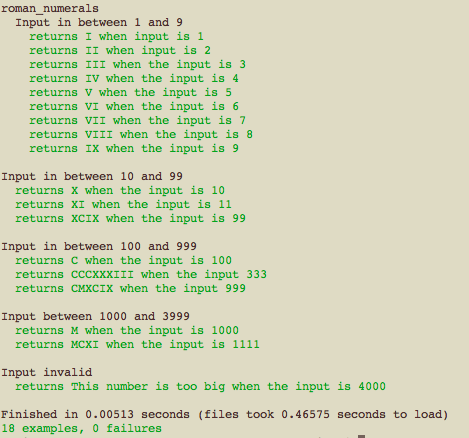 roman_numerals
Input in between 1 and 9
returns I when input is 1
returns II when input is 2
returns III when the input is 3
returns IV when the input is 4
returns V when the input is 5
returns VI when the input is 6
returns VII when the input is 7
returns VIII when the input is 8
returns IX when the input is 9
Input in between 10 and 99
returns X when the input is 10
returns XI when the input is 11
returns XCIX when the input is 99
Input in between 100 and 999
returns C when the input is 100
returns CCCXXXIII when the input 333
returns CMXCIX when the input 999
Input between 1000 and 3999
returns M when the input is 1000
returns MCXI when the input is 1111
Input invalid
returns This number is too big when the input is 4000
Finished in 0.00513 seconds (files took 0.46575 seconds to load)
18 examples, 0 failures